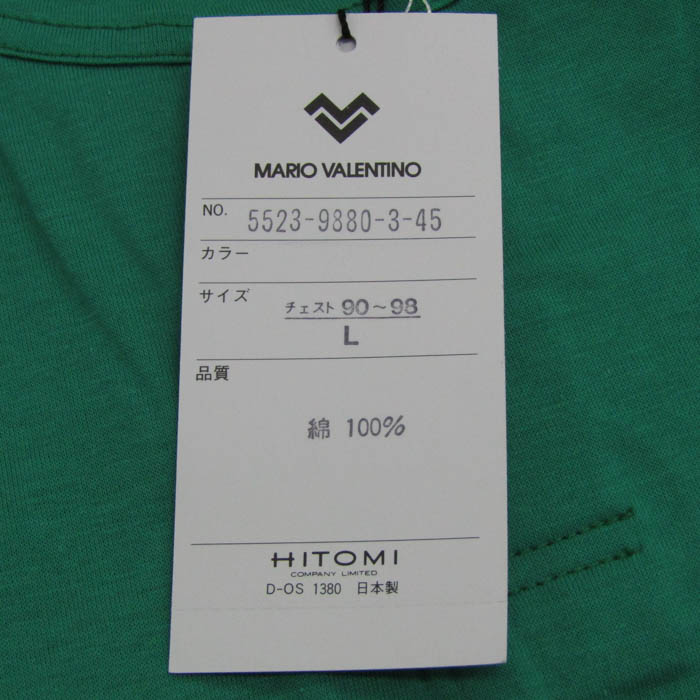 MARIO VALENTINO
NO. 5523-9880-3-45
カラー
サイズ チェスト 90～98
L
品質
綿 100%
HITOMI
COMPANY LIMITED
D-OS 1380 日本製